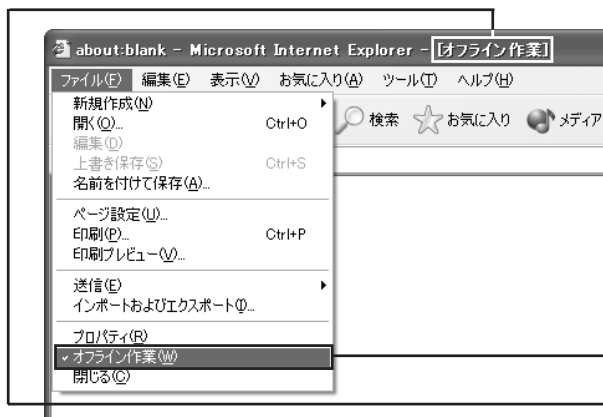 about:blank - Microsoft Internet Explorer - [オフライン作業]
ファイル(F) 編集(E) 表示(V) お気に入り(A) ツール(T) ヘルプ(H)
検索 お気に入り メディア
新規作成(N)
開く(O)... Ctrl+O
編集(D)
上書き保存(S) Ctrl+S
名前を付けて保存(A)...
ページ設定(U)...
印刷(P)... Ctrl+P
印刷プレビュー(V)...
送信(E)
インポートおよびエクスポート(I)...
プロパティ(R)
オフライン作業(W)
閉じる(C)